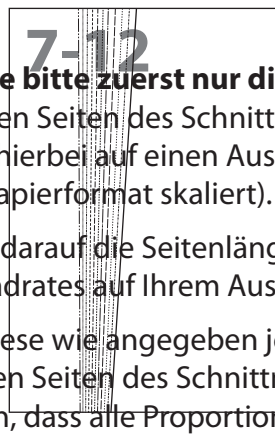 7-12
e bitte zuerst nur di
en Seiten des Schnitt
hierbei auf einen Aus
apierformat skaliert).
darauf die Seitenläng
drates auf Ihrem Aus
ese wie angegeben j
en Seiten des Schnittr
n, dass alle Proportion